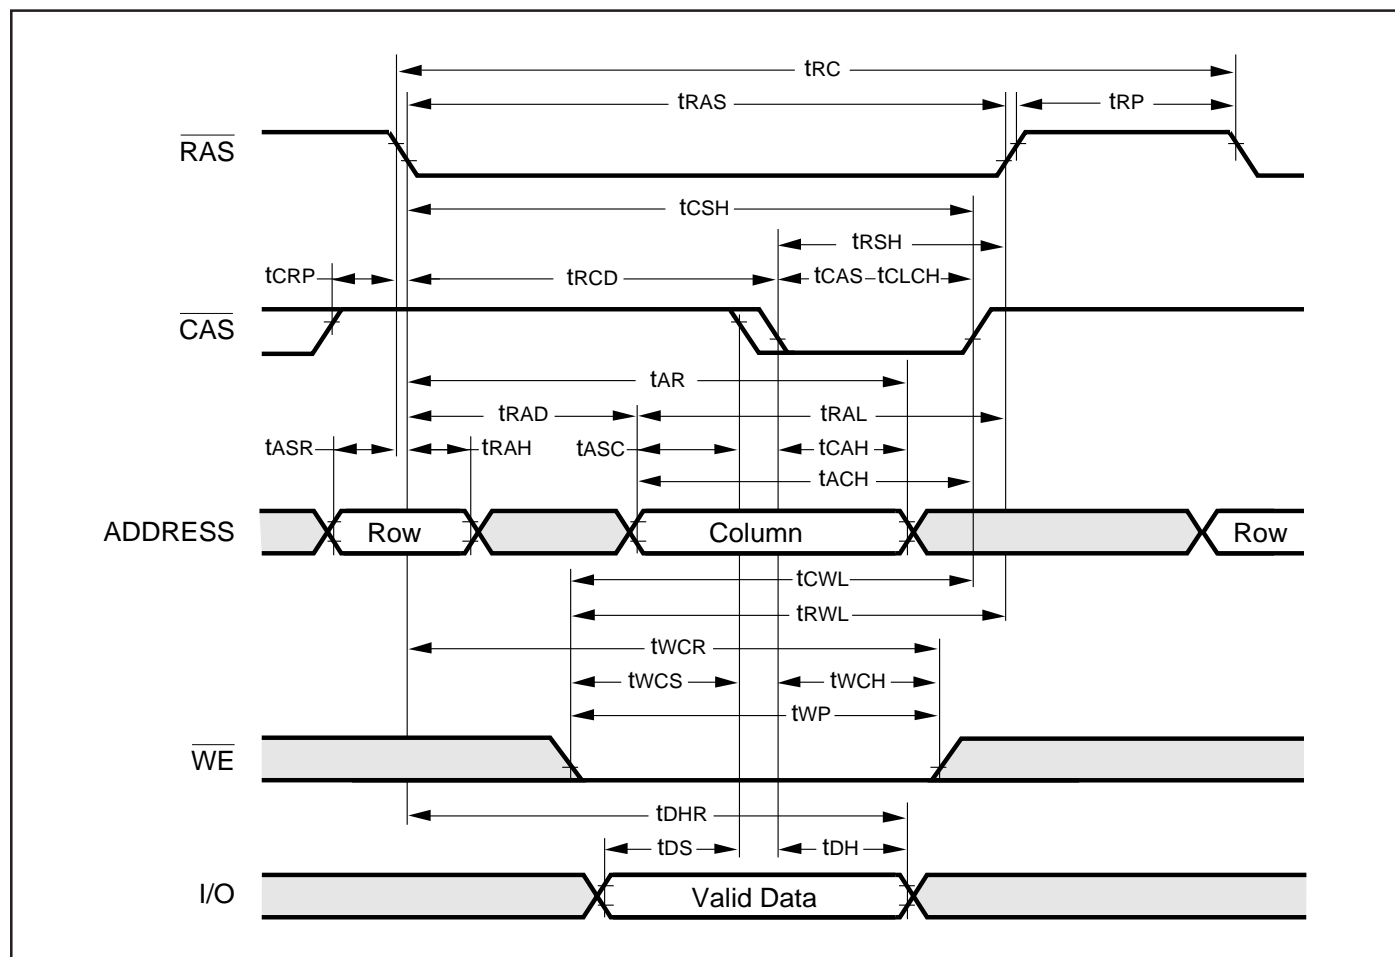 tRC
tRAS
tRP
RAS
tCSH
tRSH
tCRP
tRCD
tCAS
tCLCH
CAS
tAR
tRAD
tRAL
tASR
tRAH
tASC
tCAH
tACH
ADDRESS
Row
Column
Row
tCWL
tRWL
tWCR
tWCS
tWCH
tWP
WE
tDHR
tDS
tDH
I/O
Valid Data